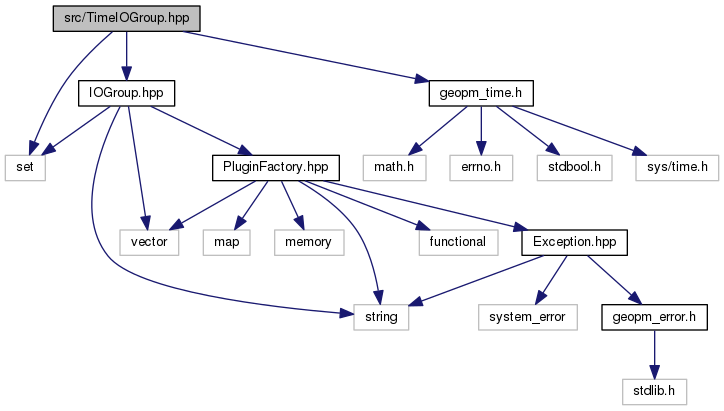 src/TimeIOGroup.hpp
IOGroup.hpp
geopm_time.h
set
PluginFactory.hpp
math.h
errno.h
stdbool.h
sys/time.h
vector
map
memory
functional
Exception.hpp
string
system_error
geopm_error.h
stdlib.h